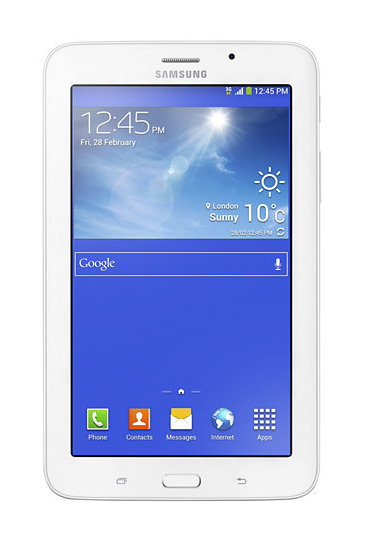 SAMSUNG
3G 12:45 PM
12:45 PM
Fri, 28 February
London
Sunny 10°C
28/02 12:45 PM
Google
Phone Contacts Messages Internet Apps